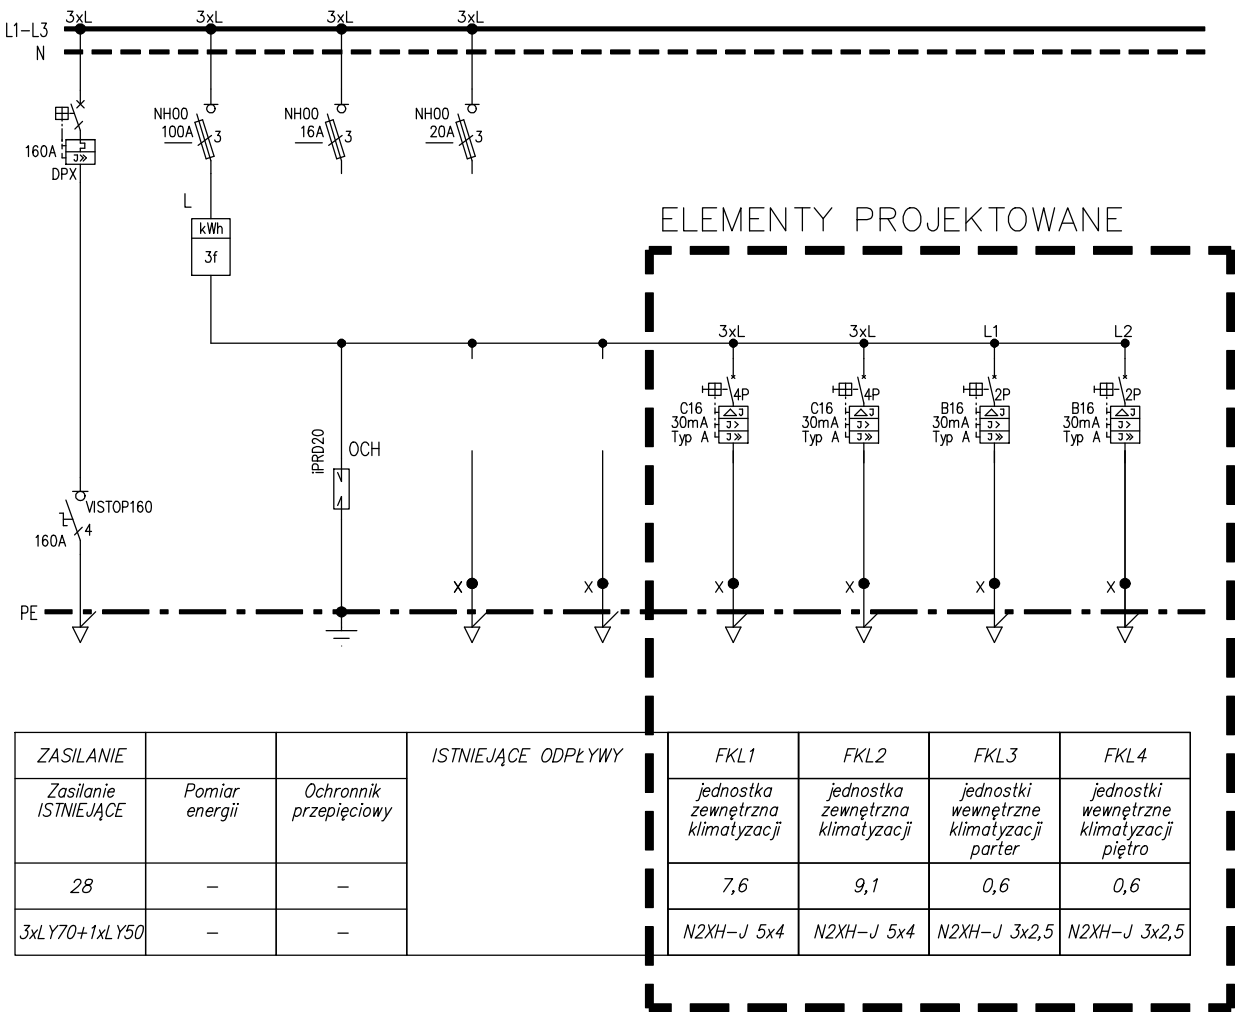 3xL 3xL 3xL 3xL
L1-L3
N
NH00 NH00 NH00
100A 3 16A 3 20A 3
160A
J»
DPX
L
kWh
3f
ELEMENTY PROJEKTOWANE
3xL 3xL L1 L2
4P 4P 2P 2P
C16 C16 B16 B16
30mA 30mA 30mA 30mA
Typ A Typ A Typ A Typ A
J J J J
J> J> J> J>
J» J» J» J»
iPRD20
OCH
VISTOP160
4
160A
X X X X X X
PE
ZASILANIE
ISTNIEJĄCE ODPŁYWY
FKL1 FKL2 FKL3 FKL4
Zasilanie
ISTNIEJĄCE
Pomiar
energii
Ochronnik
przepięciowy
jednostka
zewnętrzna
klimatyzacji
jednostka
zewnętrzna
klimatyzacji
jednostki
wewnętrzne
klimatyzacji
parter
jednostki
wewnętrzne
klimatyzacji
piętro
28 – – 7,6 9,1 0,6 0,6
3xLY70+1xLY50 – – N2XH-J 5x4 N2XH-J 5x4 N2XH-J 3x2,5 N2XH-J 3x2,5